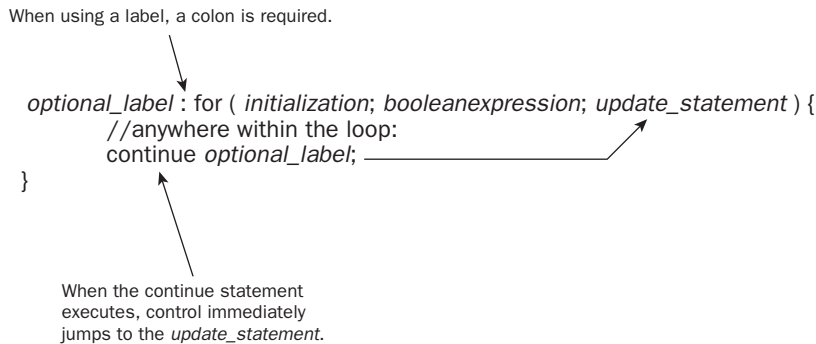 When using a label, a colon is required.
optional_label : for ( initialization; booleanexpression; update_statement ) {
//anywhere within the loop:
continue optional_label;
}
When the continue statement
executes, control immediately
jumps to the update_statement.